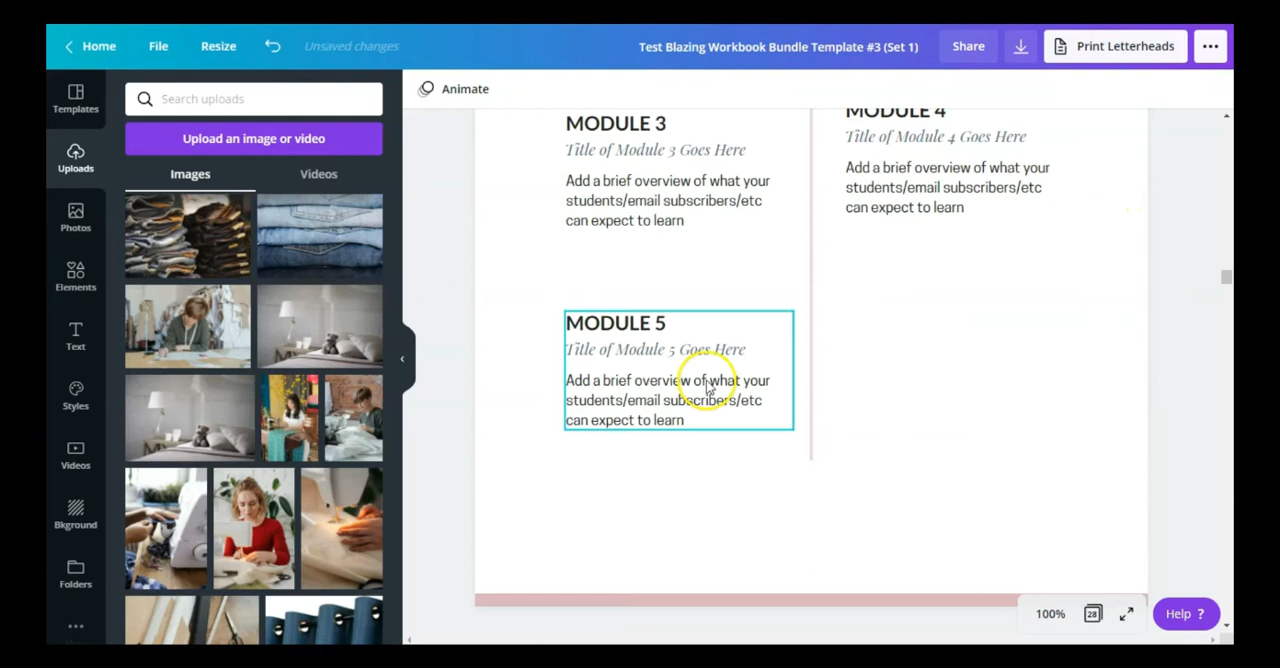 Home
File
Resize
Unsaved changes
Test Blazing Workbook Bundle Template #3 (Set 1)
Share
Print Letterheads
Templates
Uploads
Photos
Elements
Text
Styles
Videos
Bkground
Folders
Search uploads
Upload an image or video
Images
Videos
Animate
MODULE 3
Title of Module 3 Goes Here
Add a brief overview of what your
students/email subscribers/etc
can expect to learn
MODULE 4
Title of Module 4 Goes Here
Add a brief overview of what your
students/email subscribers/etc
can expect to learn
MODULE 5
Title of Module 5 Goes Here
Add a brief overview of what your
students/email subscribers/etc
can expect to learn
100%
28
Help ?